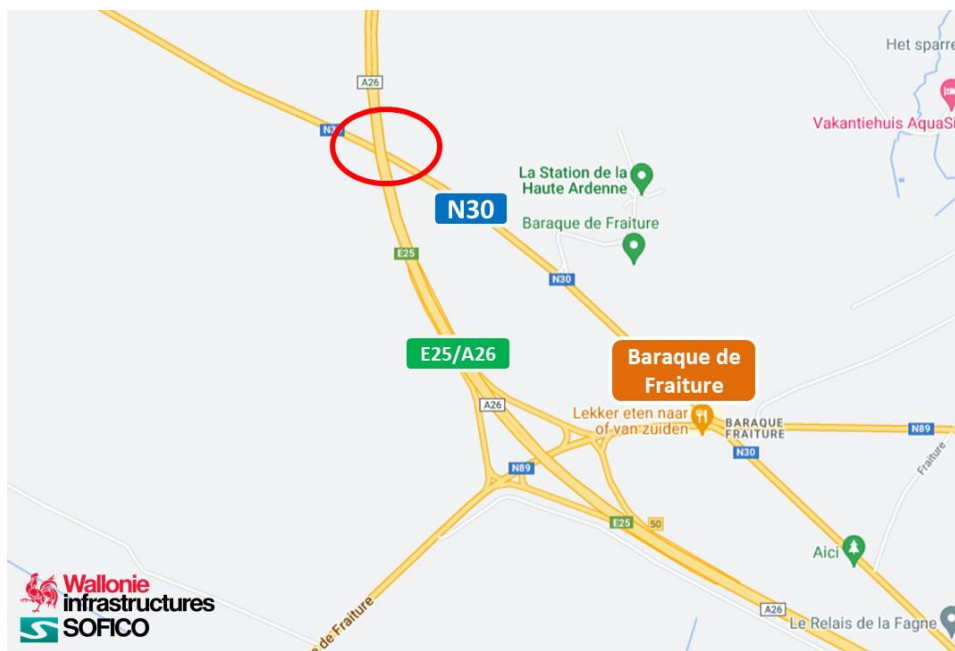 Het sparre
A26
Vakantiehuis AquaSi
N30
La Station de la
Haute Ardenne
N30
Baraque de Fraiture
E25
N30
E25/A26
Baraque de
Fraiture
A26
Lekker eten naar
of van zuiden
BARAQUE
FRAITURE
N89
N30
N89
Fraiture
E25
50
Aici
A26
Le Relais de la Fagne
de Fraiture
Wallonie
infrastructures
SOFICO